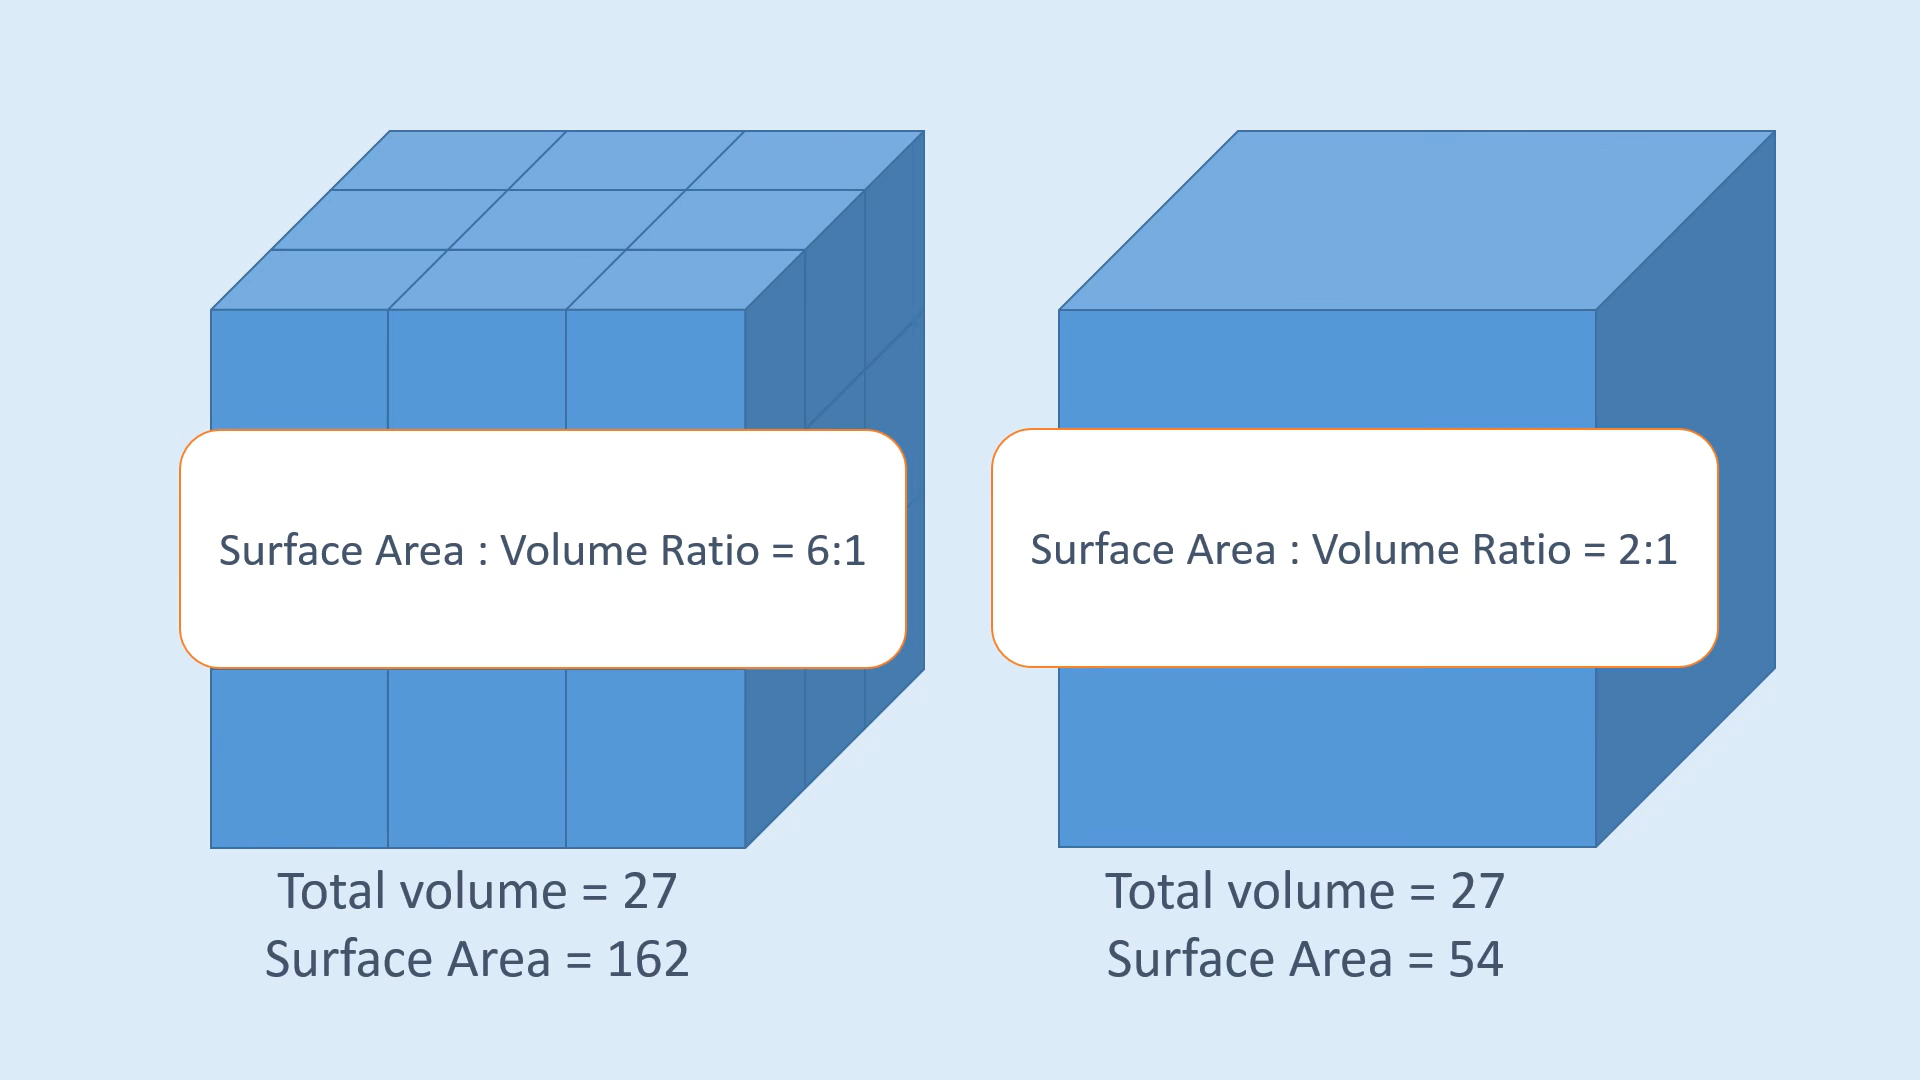 Surface Area : Volume Ratio = 6:1
Surface Area : Volume Ratio = 2:1
Total volume = 27
Surface Area = 162
Total volume = 27
Surface Area = 54